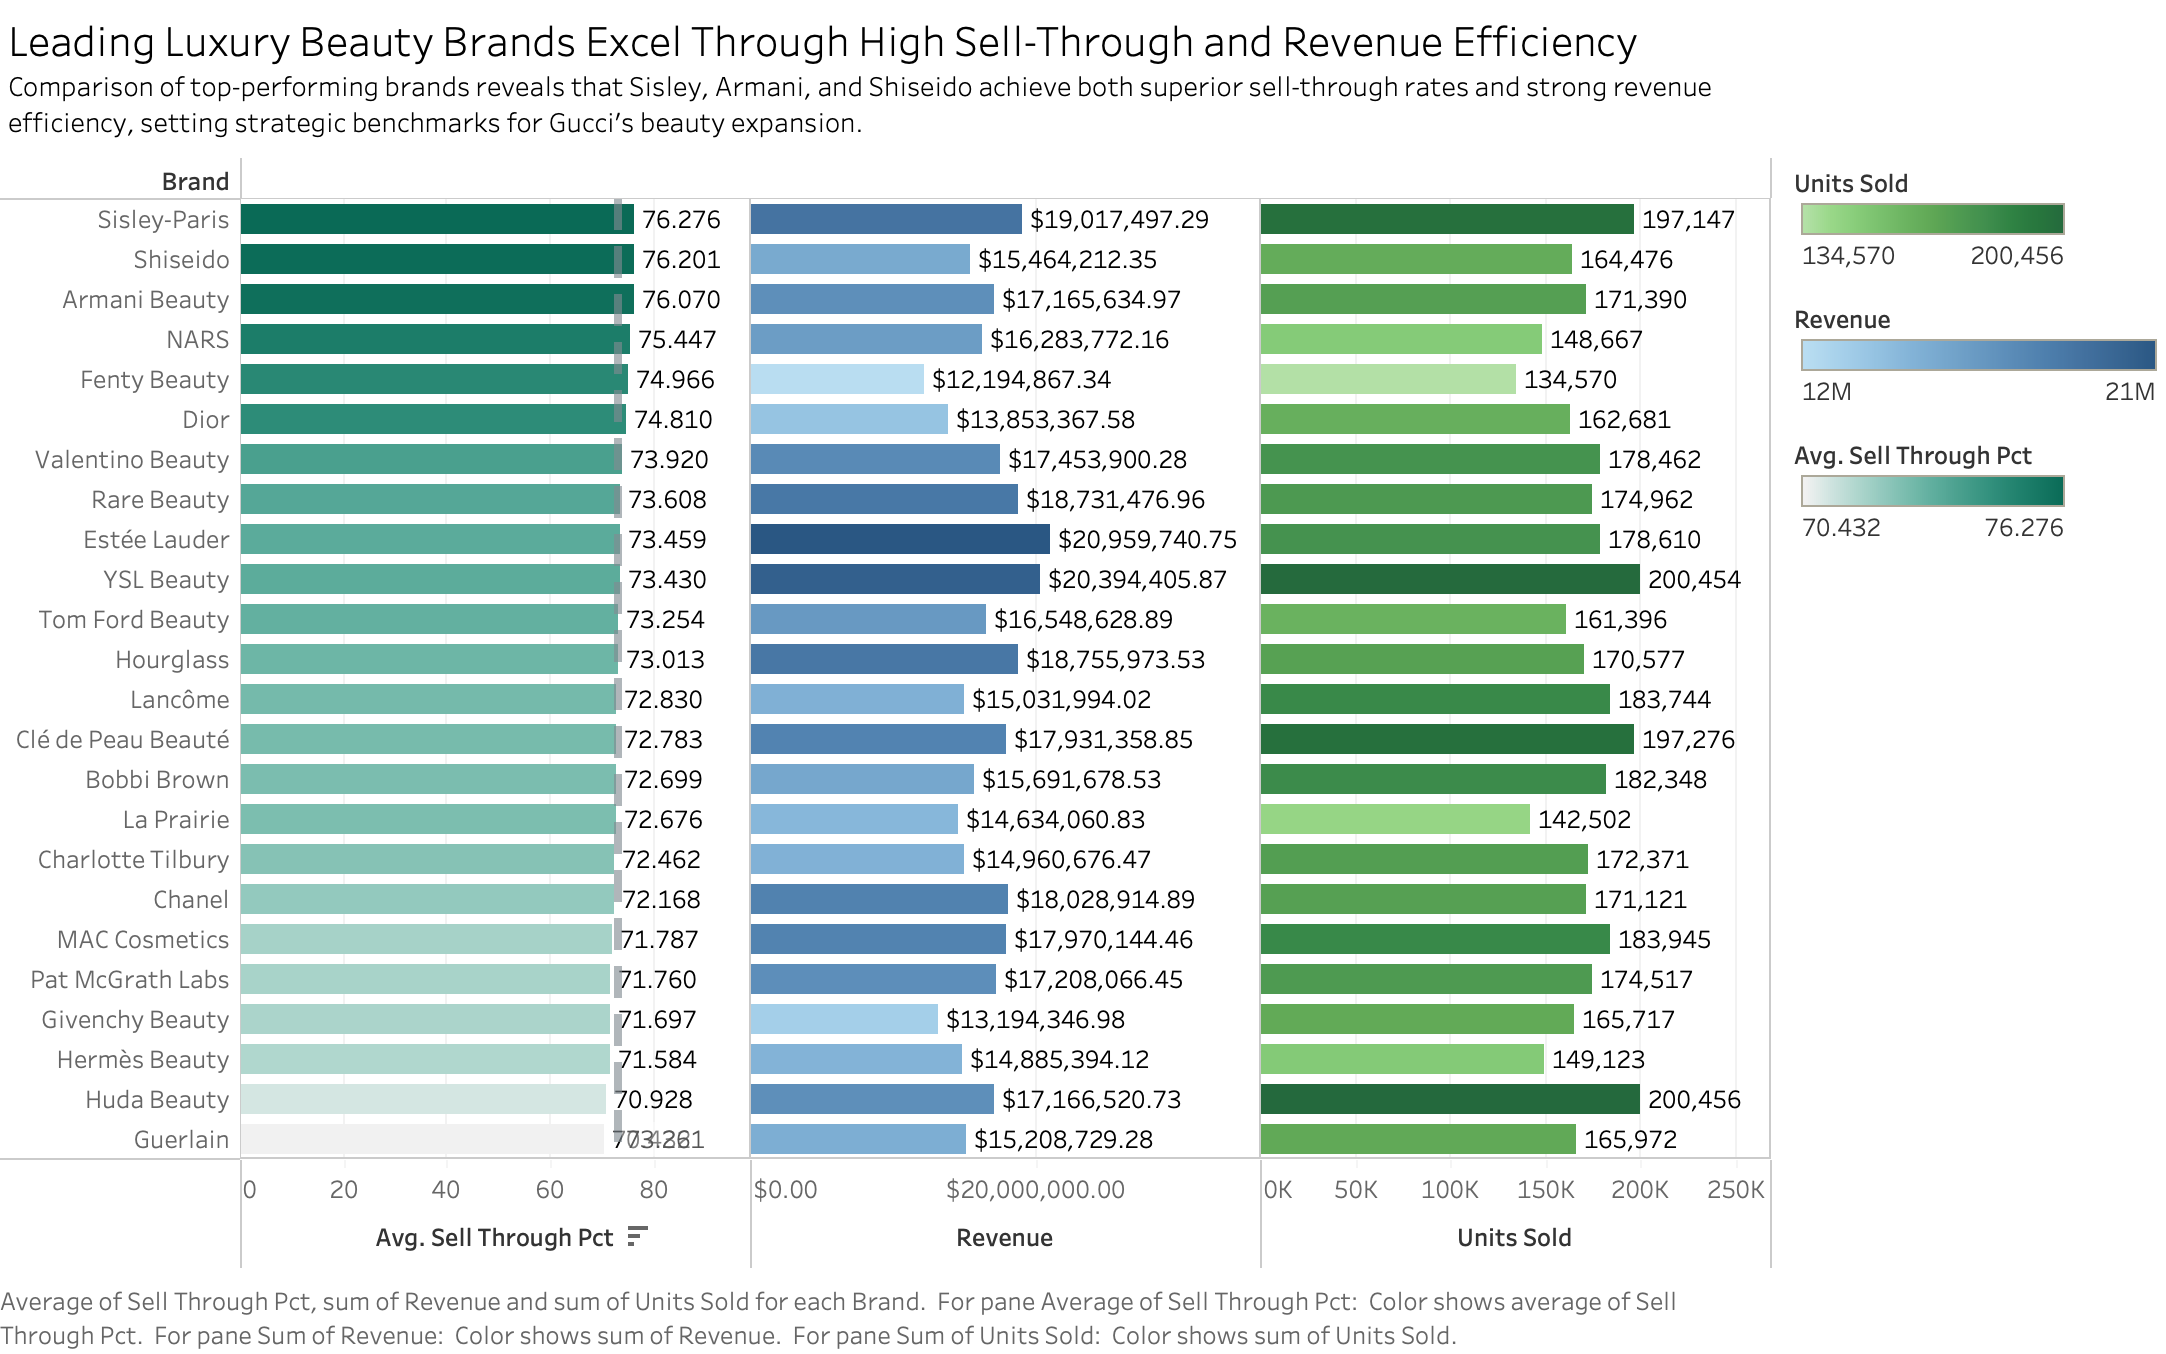 Leading Luxury Beauty Brands Excel Through High Sell-Through and Revenue Efficiency
Comparison of top-performing brands reveals that Sisley, Armani, and Shiseido achieve both superior sell-through rates and strong revenue
efficiency, setting strategic benchmarks for Gucci's beauty expansion.
Brand
Sisley-Paris 76.276 $19,017,497.29 197,147
Shiseido 76.201 $15,464,212.35 164,476
Armani Beauty 76.070 $17,165,634.97 171,390
NARS 75.447 $16,283,772.16 148,667
Fenty Beauty 74.966 $12,194,867.34 134,570
Dior 74.810 $13,853,367.58 162,681
Valentino Beauty 73.920 $17,453,900.28 178,462
Rare Beauty 73.608 $18,731,476.96 174,962
Estée Lauder 73.459 $20,959,740.75 178,610
YSL Beauty 73.430 $20,394,405.87 200,454
Tom Ford Beauty 73.254 $16,548,628.89 161,396
Hourglass 73.013 $18,755,973.53 170,577
Lancôme 72.830 $15,031,994.02 183,744
Clé de Peau Beauté 72.783 $17,931,358.85 197,276
Bobbi Brown 72.699 $15,691,678.53 182,348
La Prairie 72.676 $14,634,060.83 142,502
Charlotte Tilbury 72.462 $14,960,676.47 172,371
Chanel 72.168 $18,028,914.89 171,121
MAC Cosmetics 71.787 $17,970,144.46 183,945
Pat McGrath Labs 71.760 $17,208,066.45 174,517
Givenchy Beauty 71.697 $13,194,346.98 165,717
Hermès Beauty 71.584 $14,885,394.12 149,123
Huda Beauty 70.928 $17,166,520.73 200,456
Guerlain $15,208,729.28 165,972
0 20 40 60 80 $0.00 $20,000,000.00 0K 50K 100K 150K 200K 250K
Avg. Sell Through Pct Revenue Units Sold
Units Sold
134,570 200,456
Revenue
12M 21M
Avg. Sell Through Pct
70.432 76.276
Average of Sell Through Pct, sum of Revenue and sum of Units Sold for each Brand. For pane Average of Sell Through Pct: Color shows average of Sell
Through Pct. For pane Sum of Revenue: Color shows sum of Revenue. For pane Sum of Units Sold: Color shows sum of Units Sold.